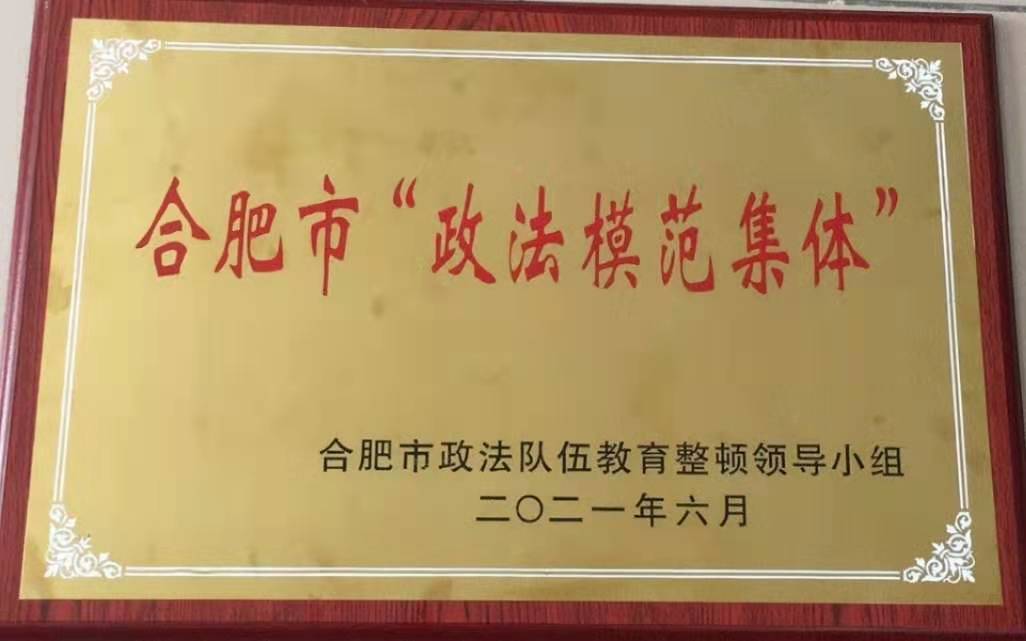 合肥市“政法模范集体”
合肥市政法队伍教育整顿领导小组
二〇二一年六月